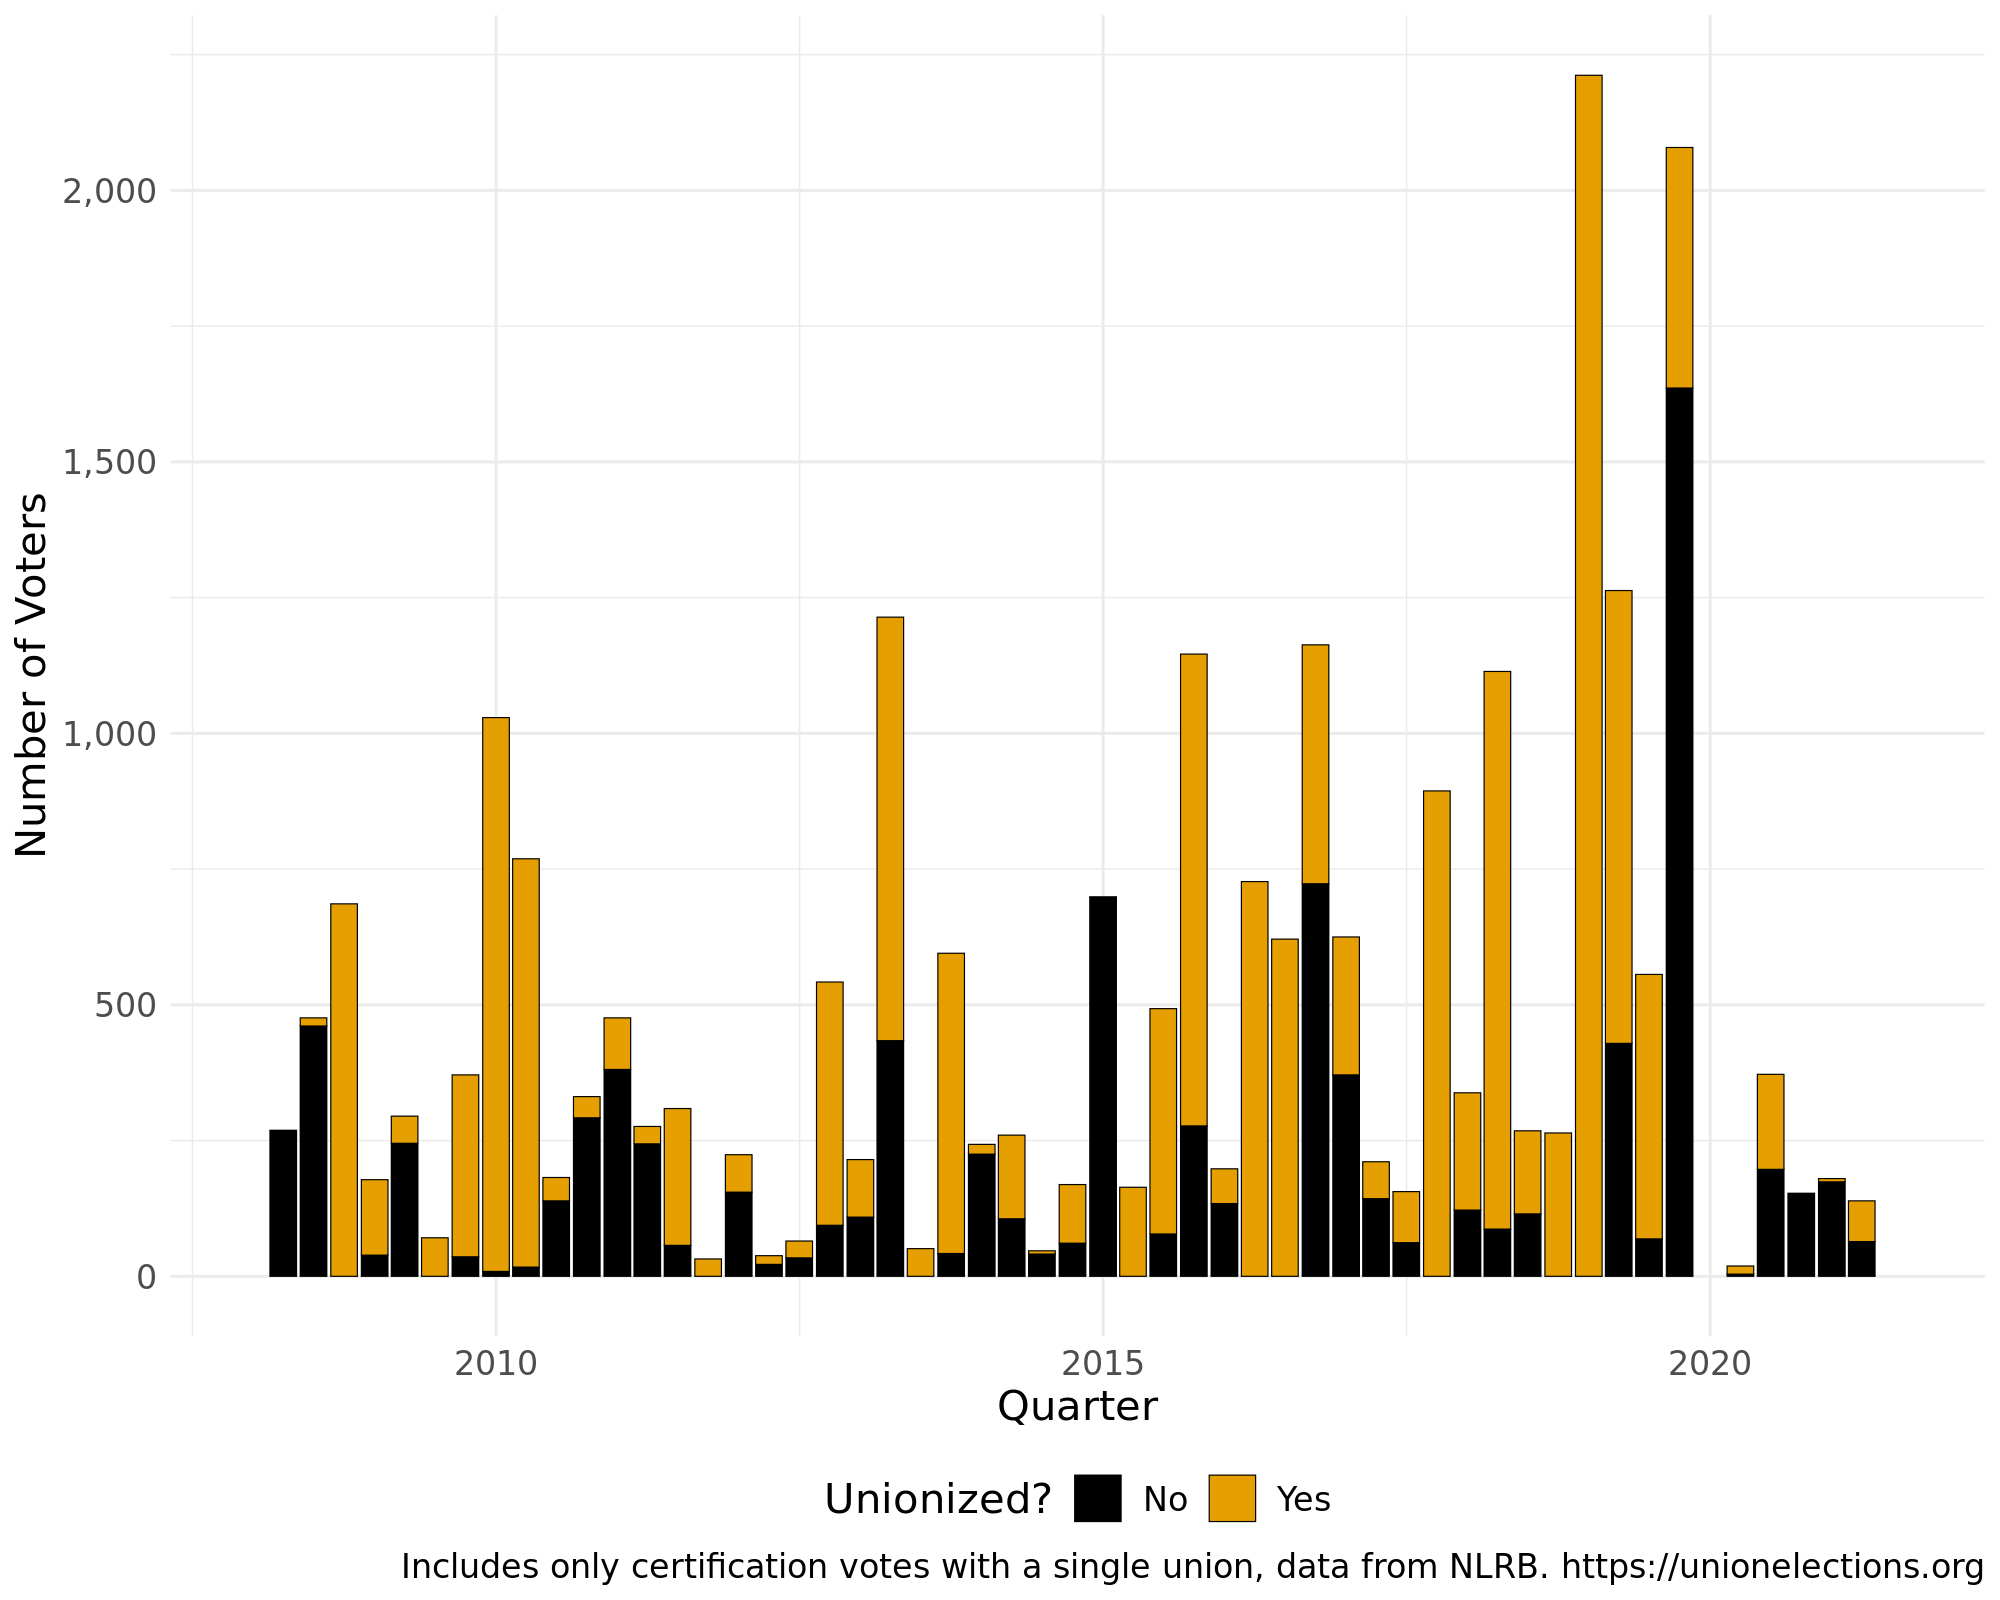 2,000
1,500
1,000
500
0
Number of Voters
2010 2015 2020
Quarter
Unionized? No Yes
Includes only certification votes with a single union, data from NLRB. https://unionelections.org